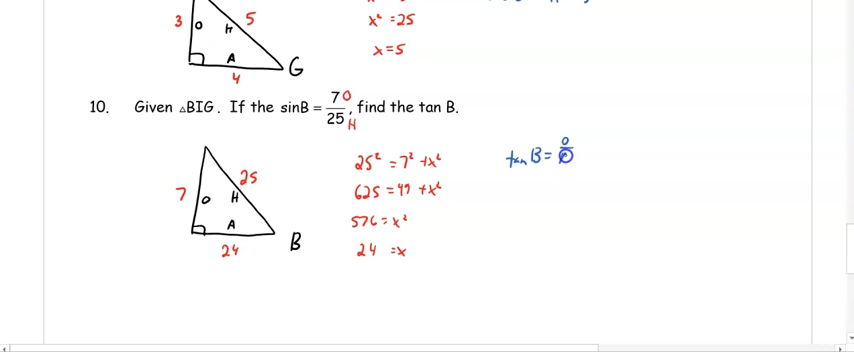 3 O H 5
x² = 25
A
G
x = 5
4
10. Given △BIG. If the sinB = 7/25 O H, find the tan B.
25² = 7² + x²
tan B = O
7 O H 25
625 = 49 + x²
576 = x²
A
B
24
24 = x